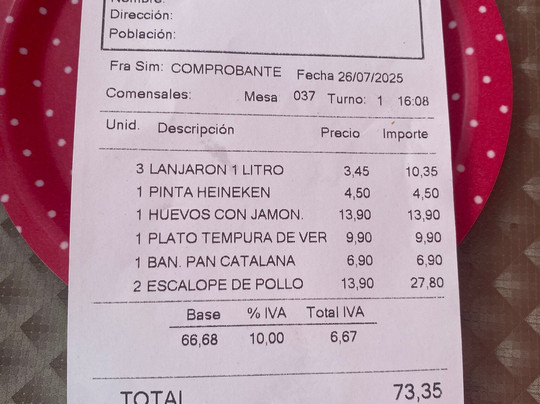 Nombre:
Dirección:
Población:
Fra Sim: COMPROBANTE Fecha 26/07/2025
Comensales: Mesa 037 Turno: 1 16:08
Unid. Descripción Precio Importe
3 LANJARON 1 LITRO 3,45 10,35
1 PINTA HEINEKEN 4,50 4,50
1 HUEVOS CON JAMON. 13,90 13,90
1 PLATO TEMPURA DE VER 9,90 9,90
1 BAN. PAN CATALANA 6,90 6,90
2 ESCALOPE DE POLLO 13,90 27,80
Base % IVA Total IVA
66,68 10,00 6,67
TOTAL 73,35